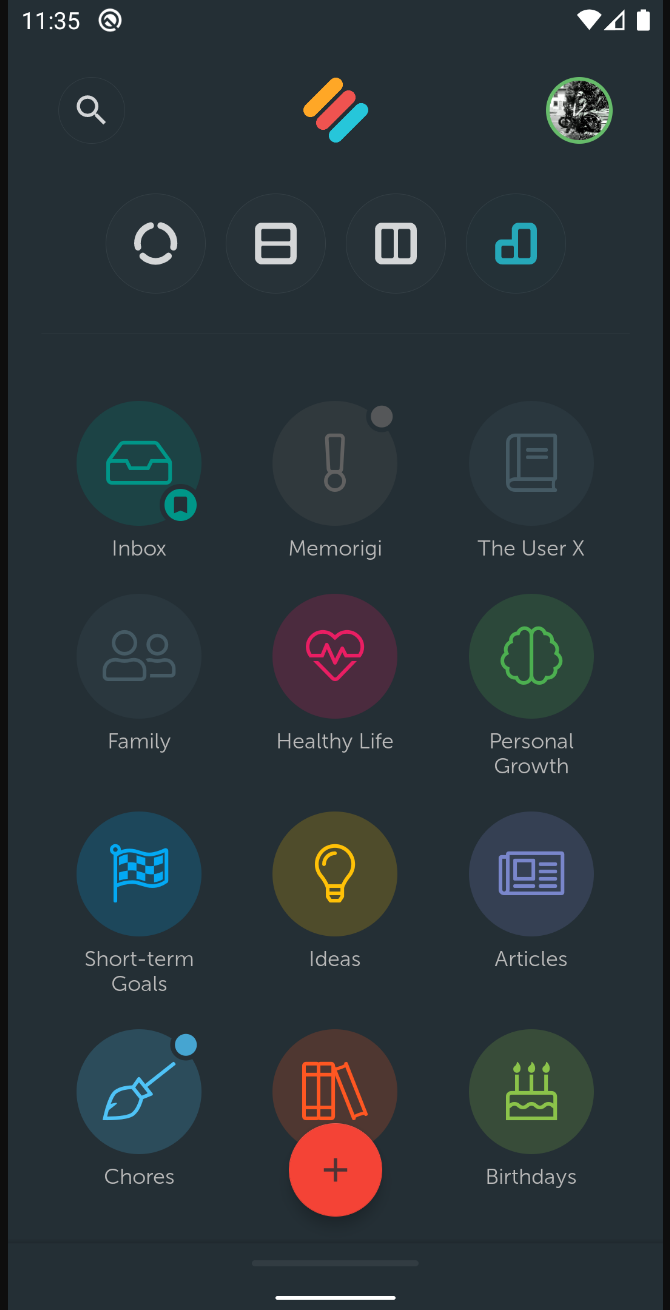 11:35
Inbox
Memorigi
The User X
Family
Healthy Life
Personal
Growth
Short-term
Goals
Ideas
Articles
Chores
Birthdays